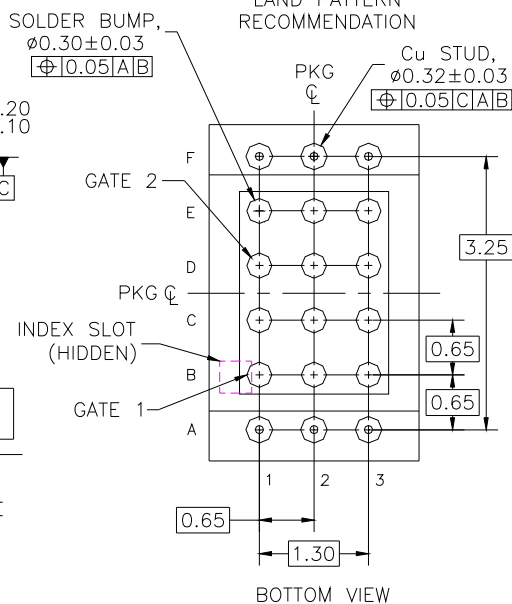 LAND PATTERN
RECOMMENDATION
SOLDER BUMP,
⌀0.30±0.03
⌖ 0.05 A B
PKG
℄
Cu STUD,
⌀0.32±0.03
⌖ 0.05 C A B
.20
.10
C
F
GATE 2
E
3.25
D
PKG ℄
C
INDEX SLOT
(HIDDEN)
0.65
B
0.65
GATE 1
A
1 2 3
0.65
1.30
BOTTOM VIEW